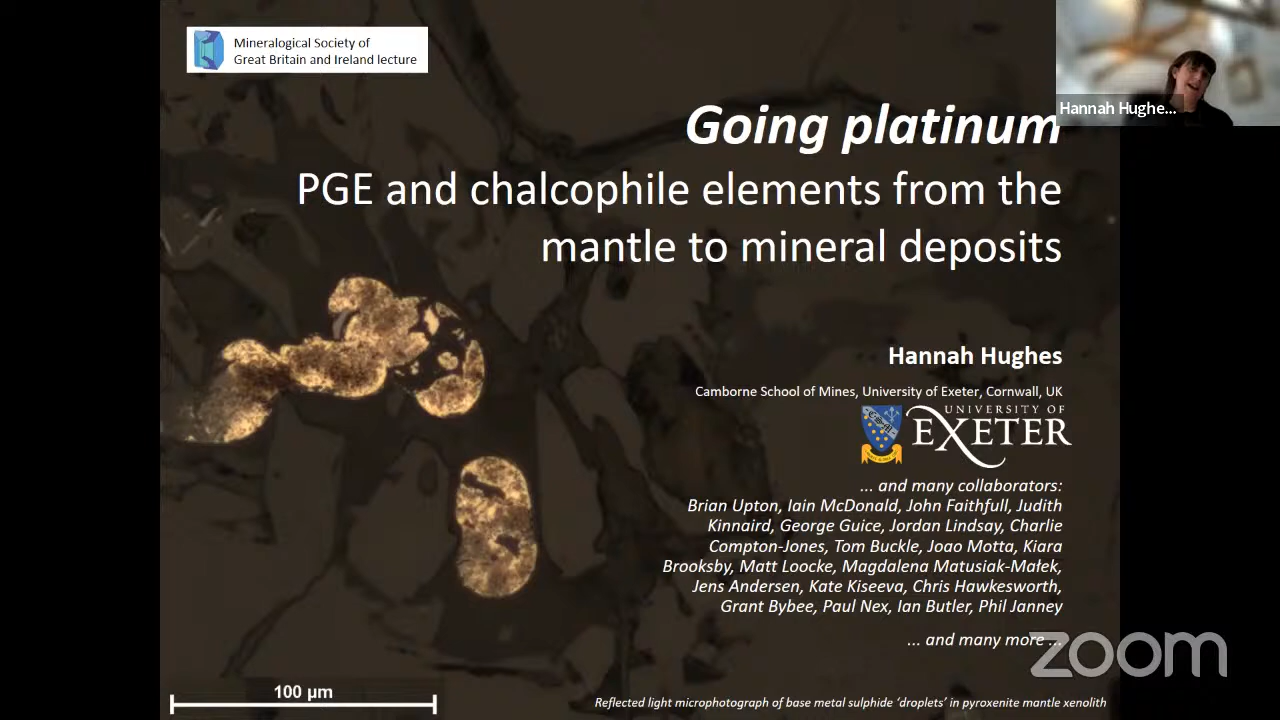 Mineralogical Society of
Great Britain and Ireland lecture
Hannah Hughe...
Going platinum
PGE and chalcophile elements from the
mantle to mineral deposits
Hannah Hughes
Camborne School of Mines, University of Exeter, Cornwall, UK
UNIVERSITY OF
EXETER
... and many collaborators:
Brian Upton, Iain McDonald, John Faithfull, Judith
Kinnaird, George Guice, Jordan Lindsay, Charlie
Compton-Jones, Tom Buckle, Joao Motta, Kiara
Brooksby, Matt Loocke, Magdalena Matusiak-Małek,
Jens Andersen, Kate Kiseeva, Chris Hawkesworth,
Grant Bybee, Paul Nex, Ian Butler, Phil Janney
... and many more ...
zoom
100 µm
Reflected light microphotograph of base metal sulphide ‘droplets’ in pyroxenite mantle xenolith